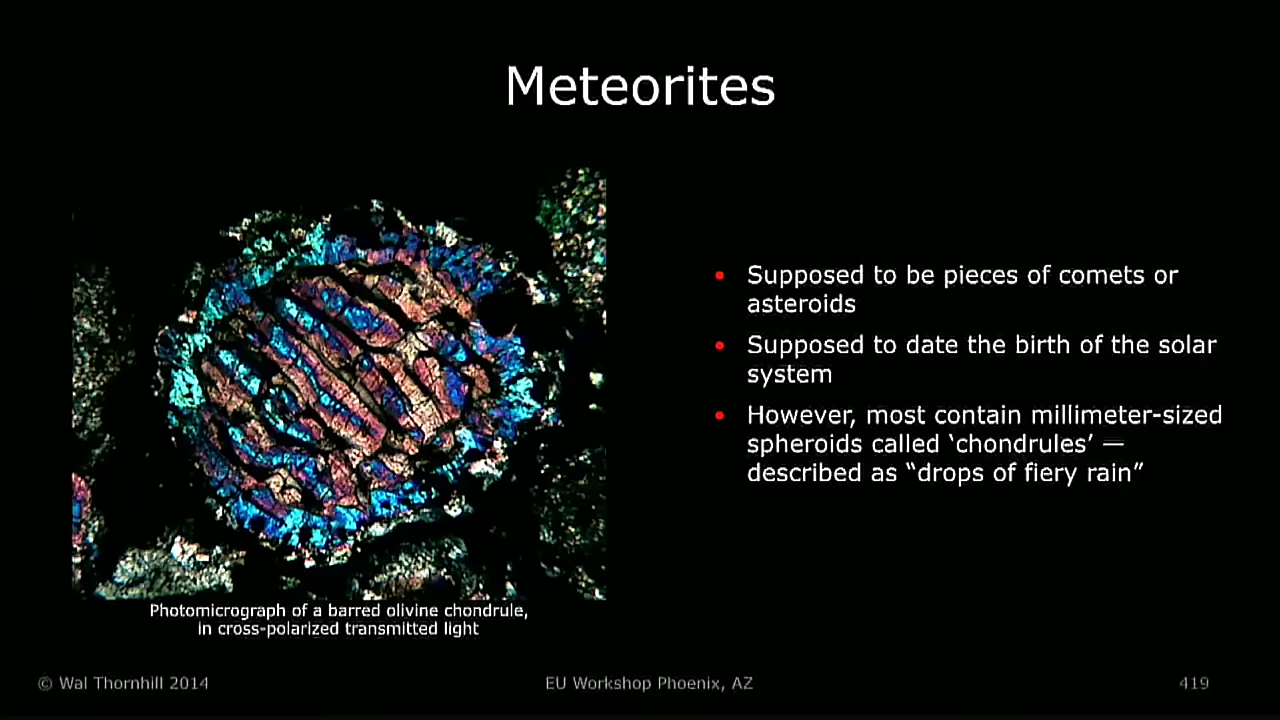 Meteorites
Supposed to be pieces of comets or
asteroids
Supposed to date the birth of the solar
system
However, most contain millimeter-sized
spheroids called ‘chondrules’ —
described as “drops of fiery rain”
Photomicrograph of a barred olivine chondrule,
in cross-polarized transmitted light
© Wal Thornhill 2014
EU Workshop Phoenix, AZ
419